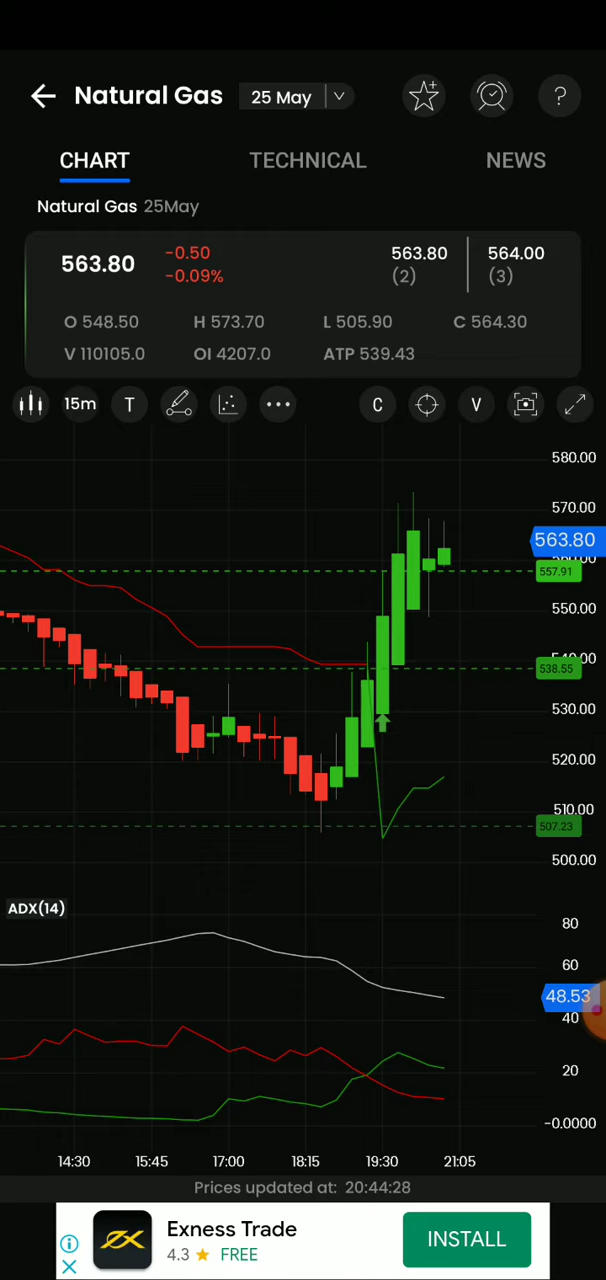 Natural Gas 25 May
CHART TECHNICAL NEWS
Natural Gas 25May
563.80 -0.50 563.80 564.00
-0.09% (2) (3)
O 548.50 H 573.70 L 505.90 C 564.30
V 110105.0 OI 4207.0 ATP 539.43
15m T C V
580.00
570.00
563.80
557.91
550.00
538.55
530.00
520.00
510.00
507.23
500.00
ADX(14)
80
60
48.53
40
20
-0.0000
14:30 15:45 17:00 18:15 19:30 21:05
Prices updated at: 20:44:28
Exness Trade
4.3 ★ FREE
INSTALL